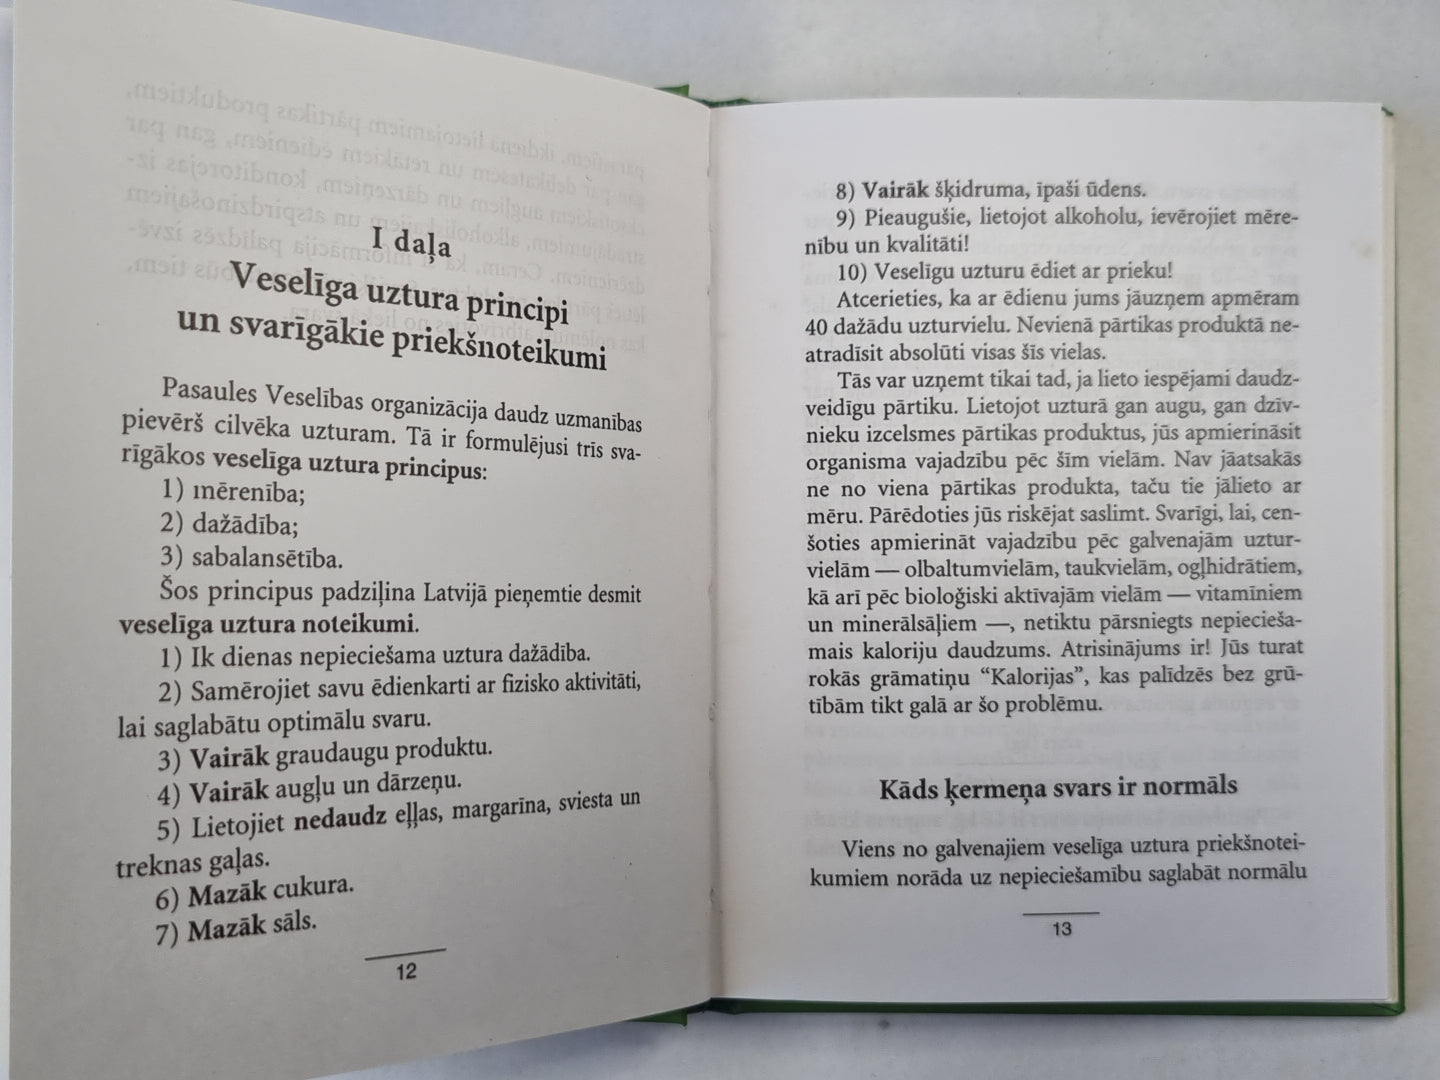 I daļa
Veselīga uztura principi
un svarīgākie priekšnoteikumi
Pasaules Veselības organizācija daudz uzmanības
pievērš cilvēka uzturam. Tā ir formulējusi trīs sva-
rīgākos veselīga uztura principus:
1) mērenība;
2) dažādība;
3) sabalansētība.
Šos principus padziļina Latvijā pieņemtie desmit
veselīga uztura noteikumi.
1) Ik dienas nepieciešama uztura dažādība.
2) Samērojiet savu ēdienkarti ar fizisko aktivitāti,
lai saglabātu optimālu svaru.
3) Vairāk graudaugu produktu.
4) Vairāk augļu un dārzeņu.
5) Lietojiet nedaudz eļļas, margarīna, sviesta un
treknas gaļas.
6) Mazāk cukura.
7) Mazāk sāls.
12
8) Vairāk šķidruma, īpaši ūdens.
9) Pieaugušie, lietojot alkoholu, ievērojiet mēre-
nību un kvalitāti!
10) Veselīgu uzturu ēdiet ar prieku!
Atcerieties, ka ar ēdienu jums jāuzņem apmēram
40 dažādu uzturvielu. Nevienā pārtikas produktā ne-
atradīsit absolūti visas šīs vielas.
Tās var uzņemt tikai tad, ja lieto iespējami daudz-
veidīgu pārtiku. Lietojot uzturā gan augu, gan dzīv-
nieku izcelsmes pārtikas produktus, jūs apmierināsit
organisma vajadzību pēc šīm vielām. Nav jāatsakās
ne no viena pārtikas produkta, taču tie jālieto ar
mēru. Pārēdoties jūs riskējat saslimt. Svarīgi, lai, cen-
šoties apmierināt vajadzību pēc galvenajām uztur-
vielām — olbaltumvielām, taukvielām, ogļhidrātiem,
kā arī pēc bioloģiski aktīvajām vielām — vitamīniem
un minerālsāļiem —, netiktu pārsniegts nepiecieša-
mais kaloriju daudzums. Atrisinājums ir! Jūs turat
rokās grāmatiņu “Kalorijas”, kas palīdzēs bez grū-
tībām tikt galā ar šo problēmu.
Kāds ķermeņa svars ir normāls
Viens no galvenajiem veselīga uztura priekšnotei-
kumiem norāda uz nepieciešamību saglabāt normālu
13